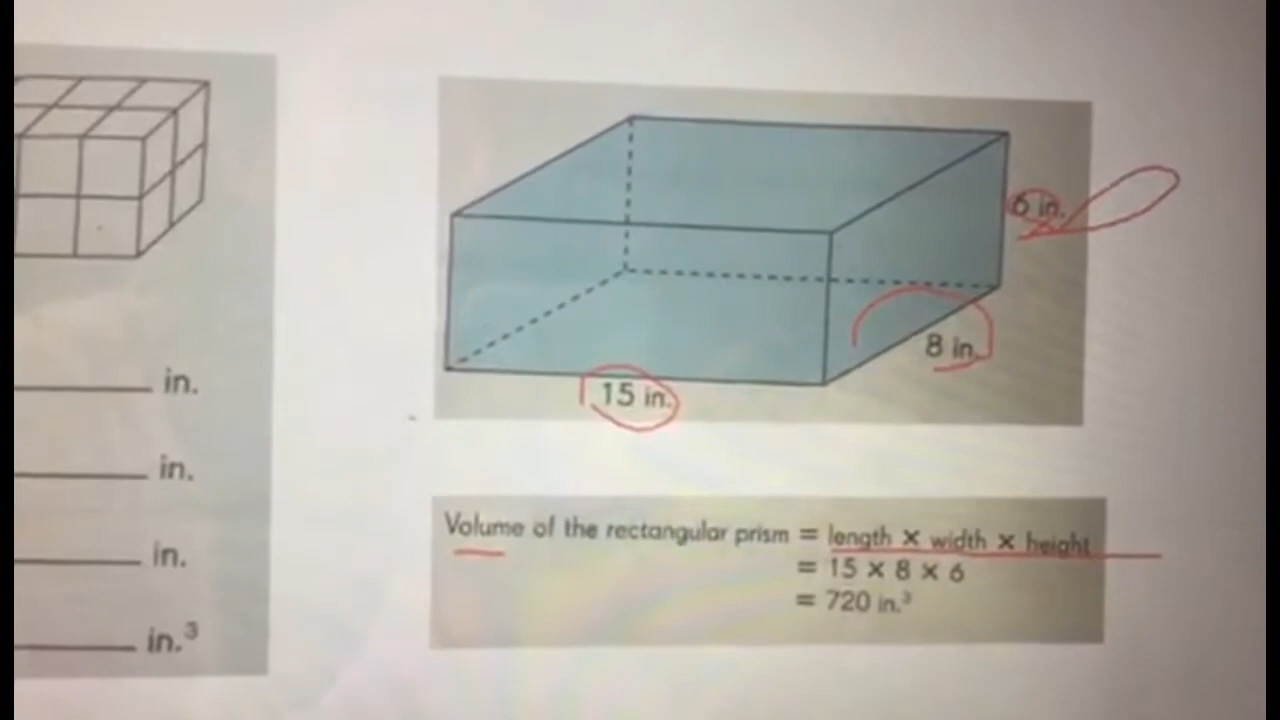 in.
in.
in.
in.³
6 in.
8 in.
15 in.
Volume of the rectangular prism = length × width × height
= 15 × 8 × 6
= 720 in.³